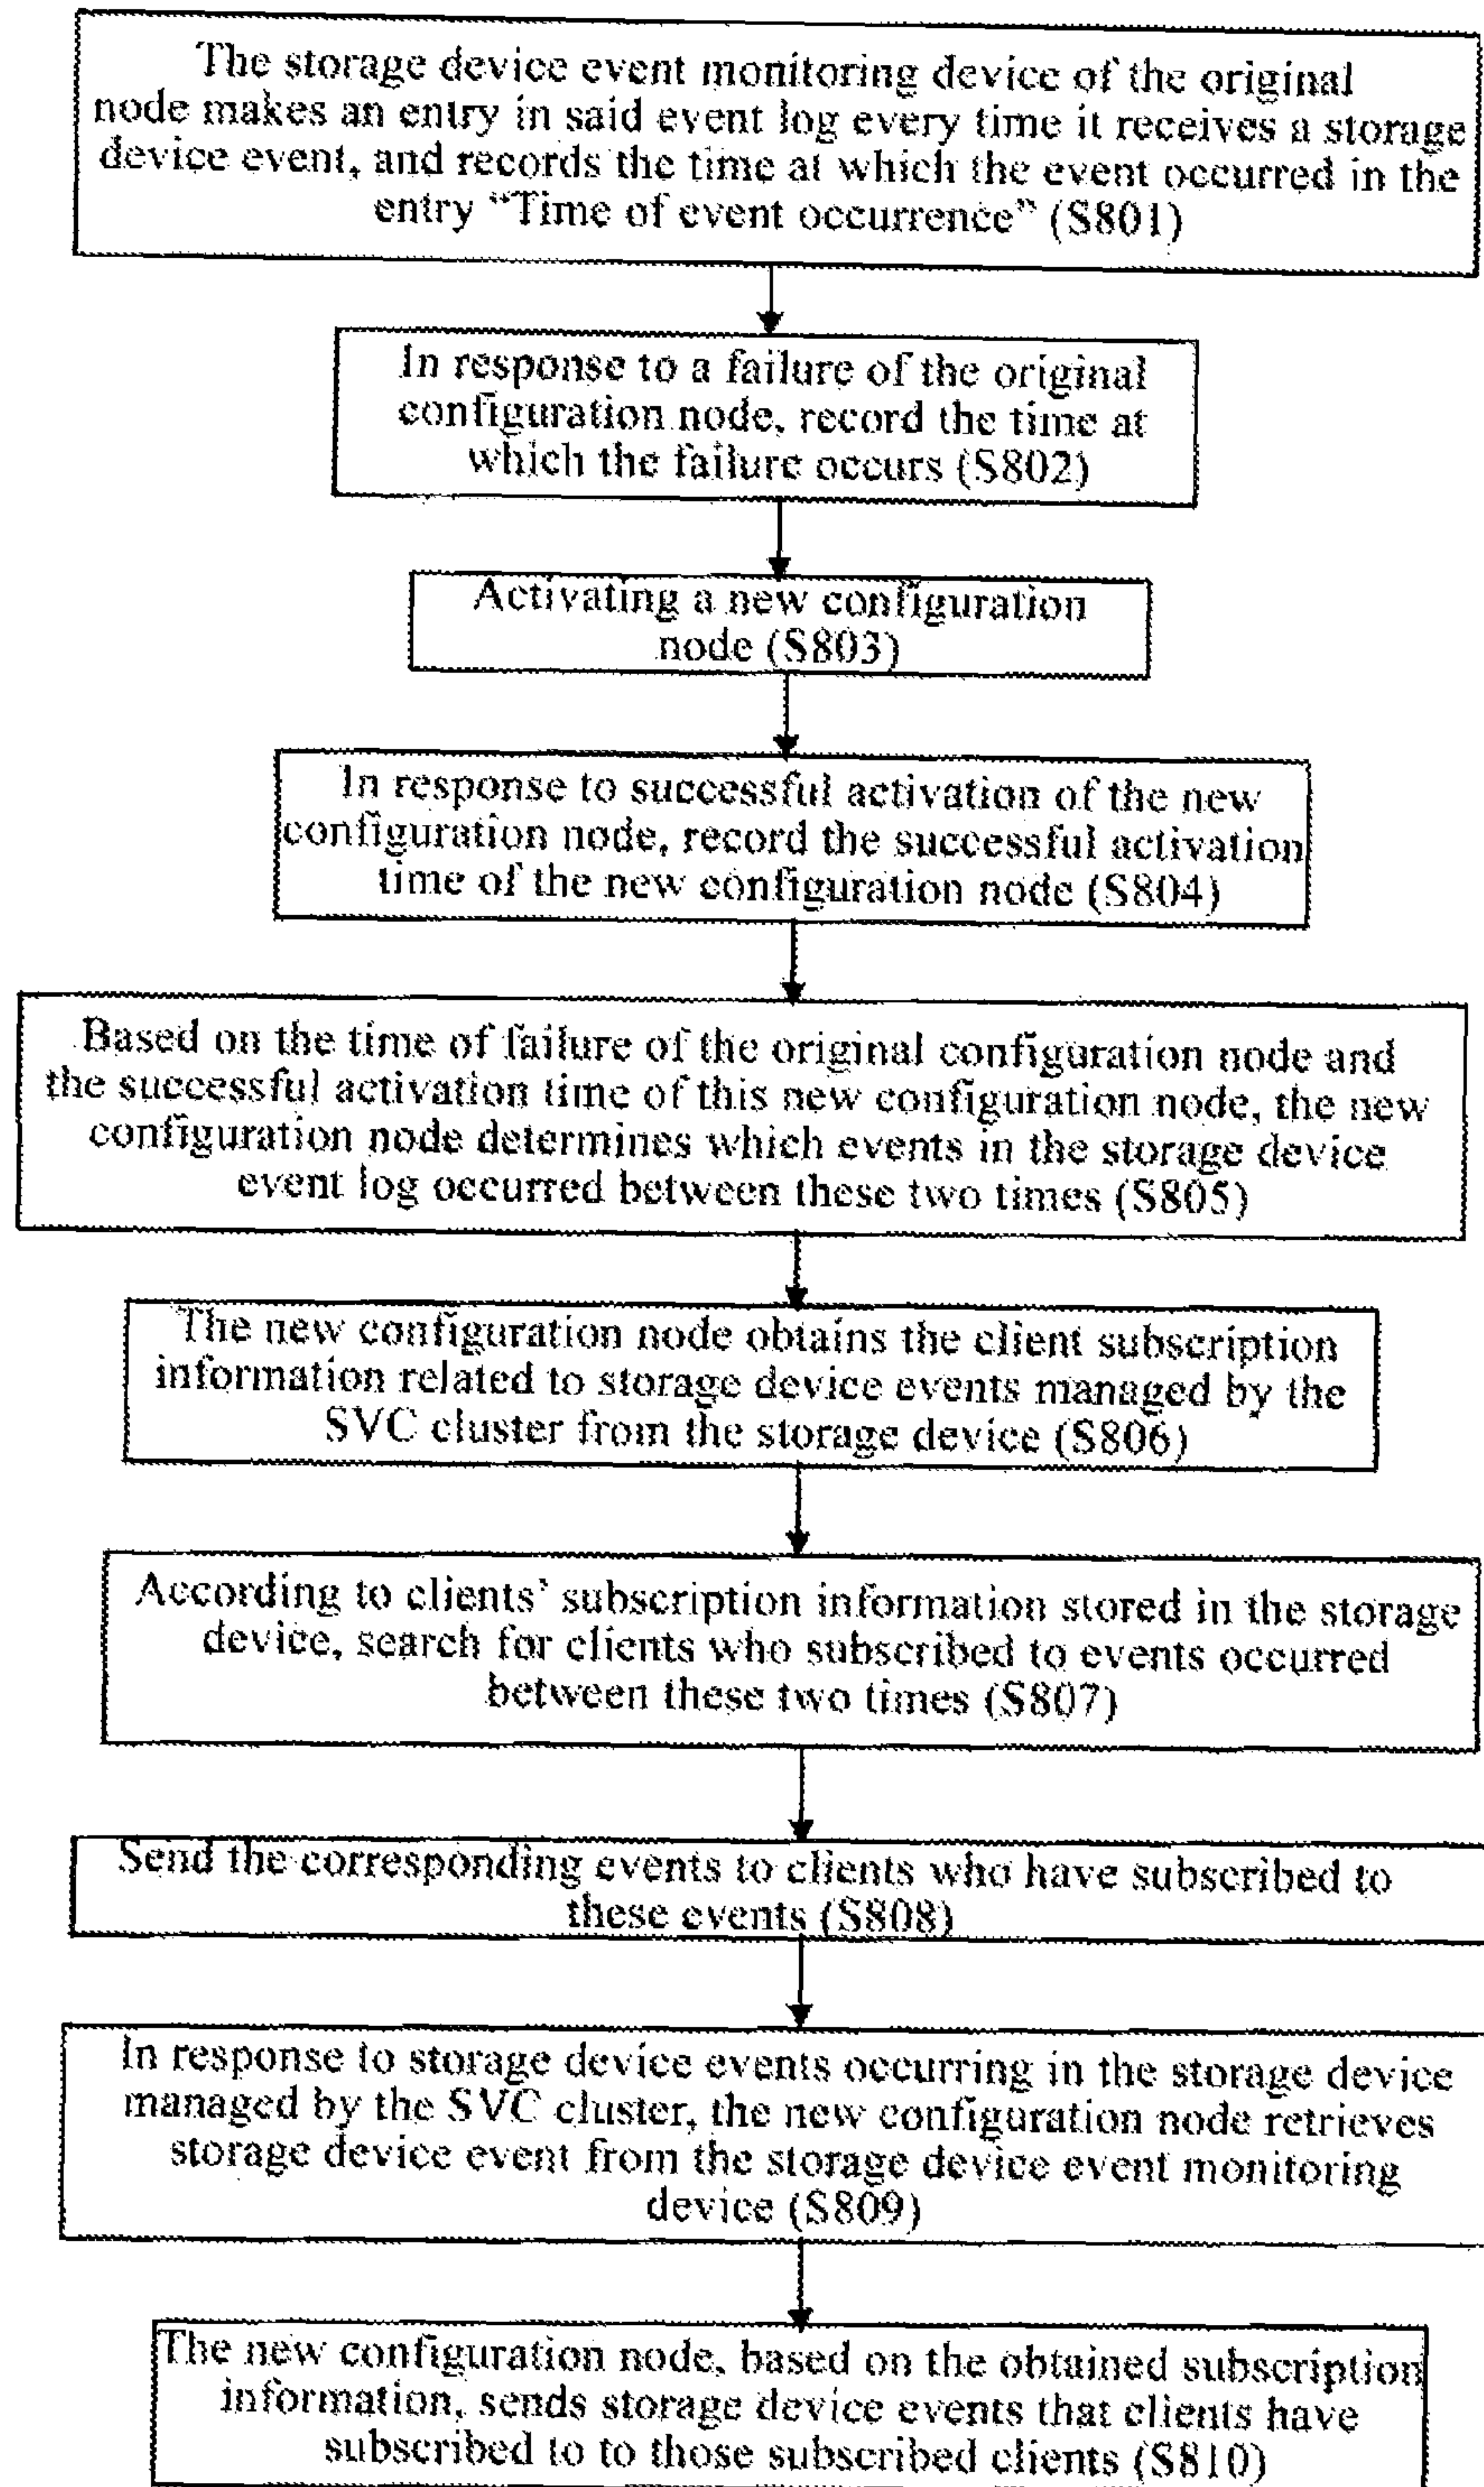 The storage device event monitoring device of the original
node makes an entry in said event log every time it receives a storage
device event, and records the time at which the event occurred in the
entry "Time of event occurrence" (S801)
In response to a failure of the original
configuration node, record the time at
which the failure occurs (S802)
Activating a new configuration
node (S803)
In response to successful activation of the new
configuration node, record the successful activation
time of the new configuration node (S804)
Based on the time of failure of the original configuration node and
the successful activation time of this new configuration node, the new
configuration node determines which events in the storage device
event log occurred between these two times (S805)
The new configuration node obtains the client subscription
information related to storage device events managed by the
SVC cluster from the storage device (S806)
According to clients' subscription information stored in the storage
device, search for clients who subscribed to events occurred
between these two times (S807)
Send the corresponding events to clients who have subscribed to
these events (S808)
In response to storage device events occurring in the storage device
managed by the SVC cluster, the new configuration node retrieves
storage device event from the storage device event monitoring
device (S809)
The new configuration node, based on the obtained subscription
information, sends storage device events that clients have
subscribed to to those subscribed clients (S810)